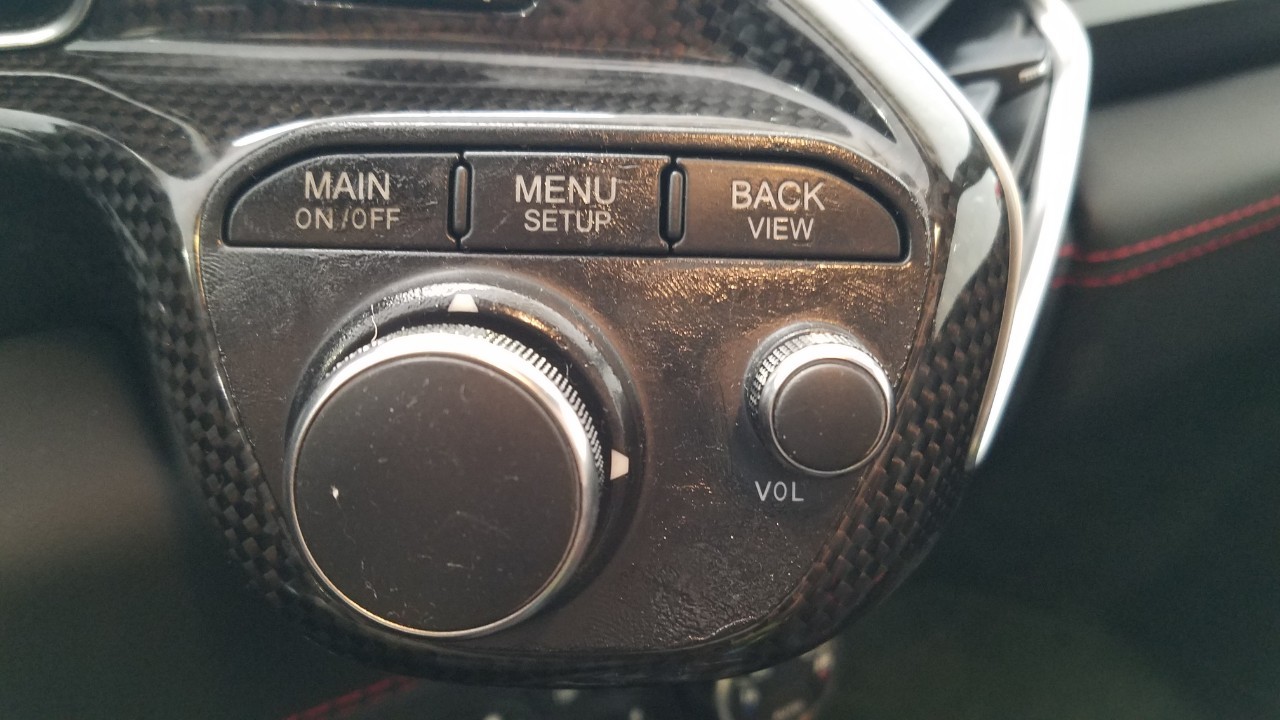 MAIN
ON/OFF
MENU
SETUP
BACK
VIEW
VOL